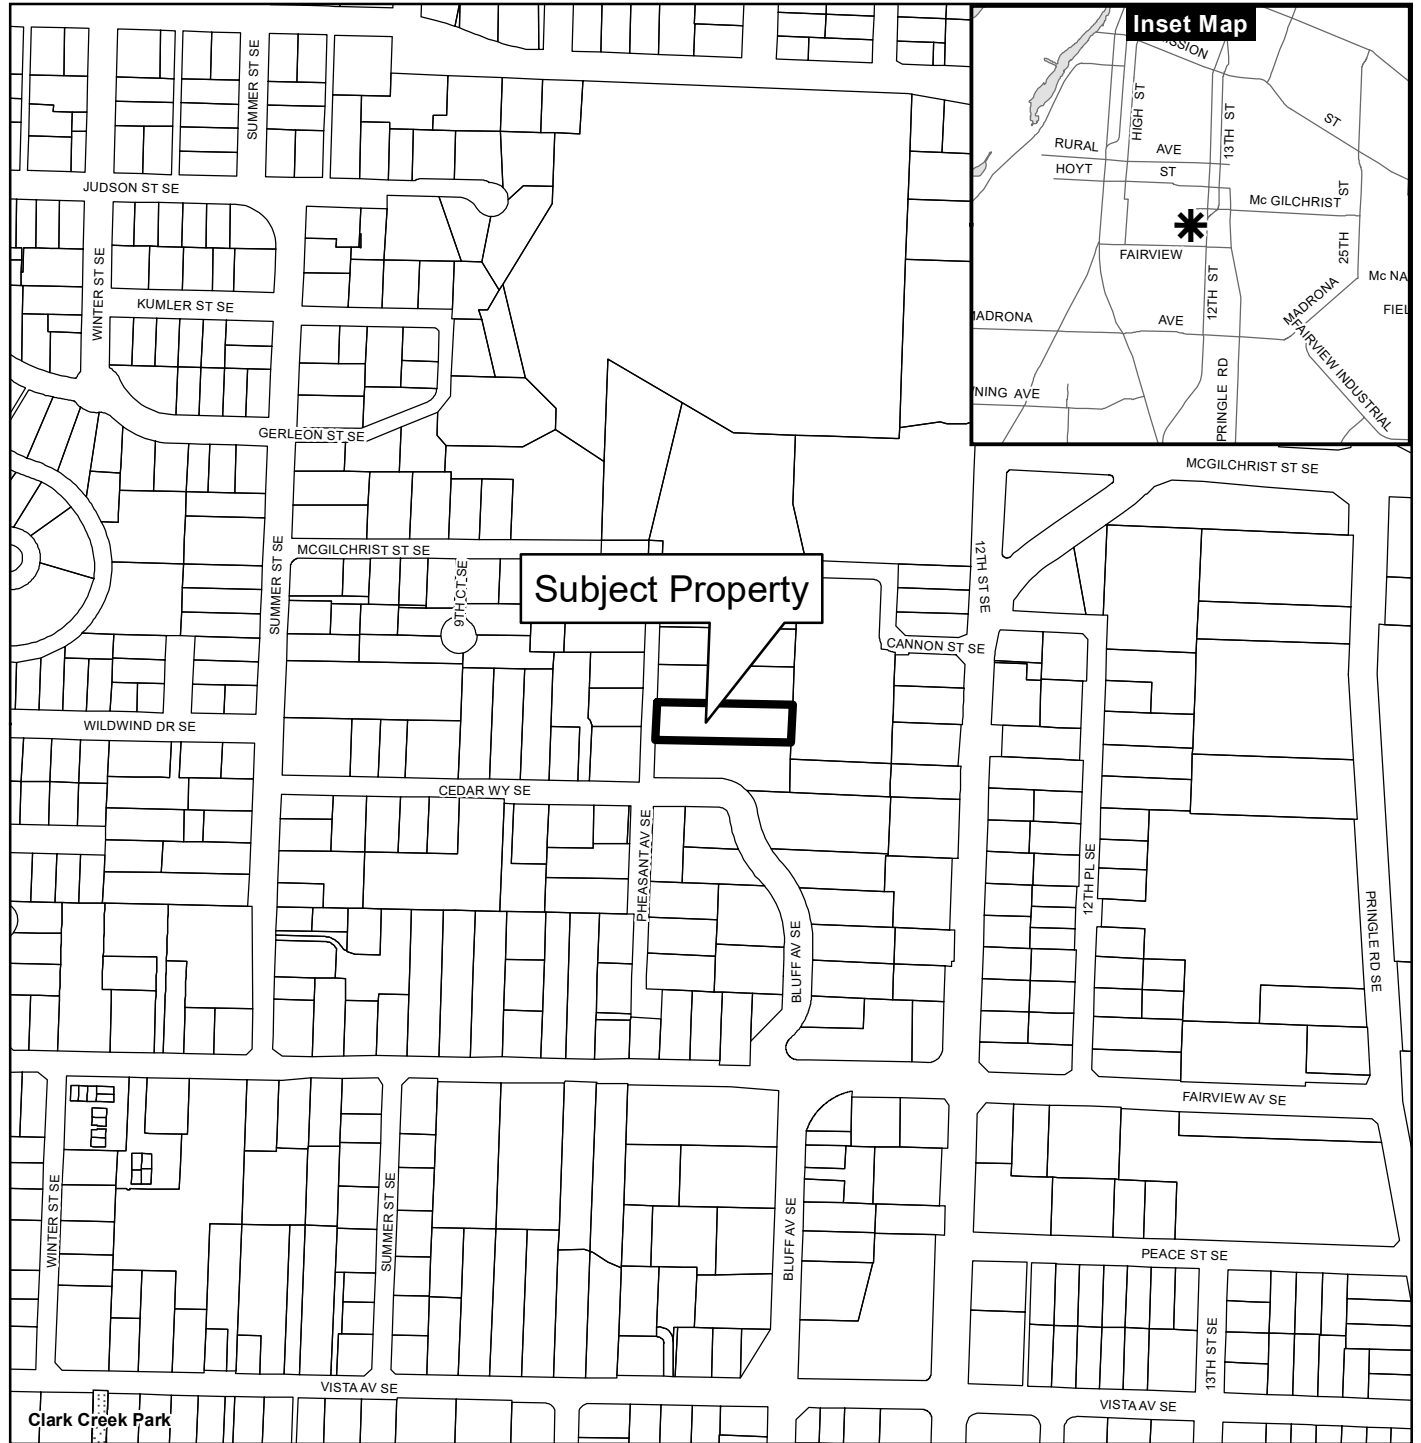 Inset Map
SSION
HIGH ST
13TH ST
ST
RURAL AVE
HOYT ST
Mc GILCHRIST
25TH ST
FAIRVIEW
12TH ST
Mc NA
FIEL
MADRONA
ADRONA AVE
FAIRVIEW INDUSTRIAL
PRINGLE RD
NING AVE
SUMMER ST SE
JUDSON ST SE
WINTER ST SE
KUMLER ST SE
GERLEON ST SE
MCGILCHRIST ST SE
MCGILCHRIST ST SE
SUMMER ST SE
9TH CT SE
12TH ST SE
Subject Property
CANNON ST SE
WILDWIND DR SE
CEDAR WY SE
PHEASANT AV SE
12TH PL SE
BLUFF AV SE
PRINGLE RD SE
FAIRVIEW AV SE
WINTER ST SE
SUMMER ST SE
BLUFF AV SE
PEACE ST SE
13TH ST SE
VISTA AV SE
VISTA AV SE
Clark Creek Park